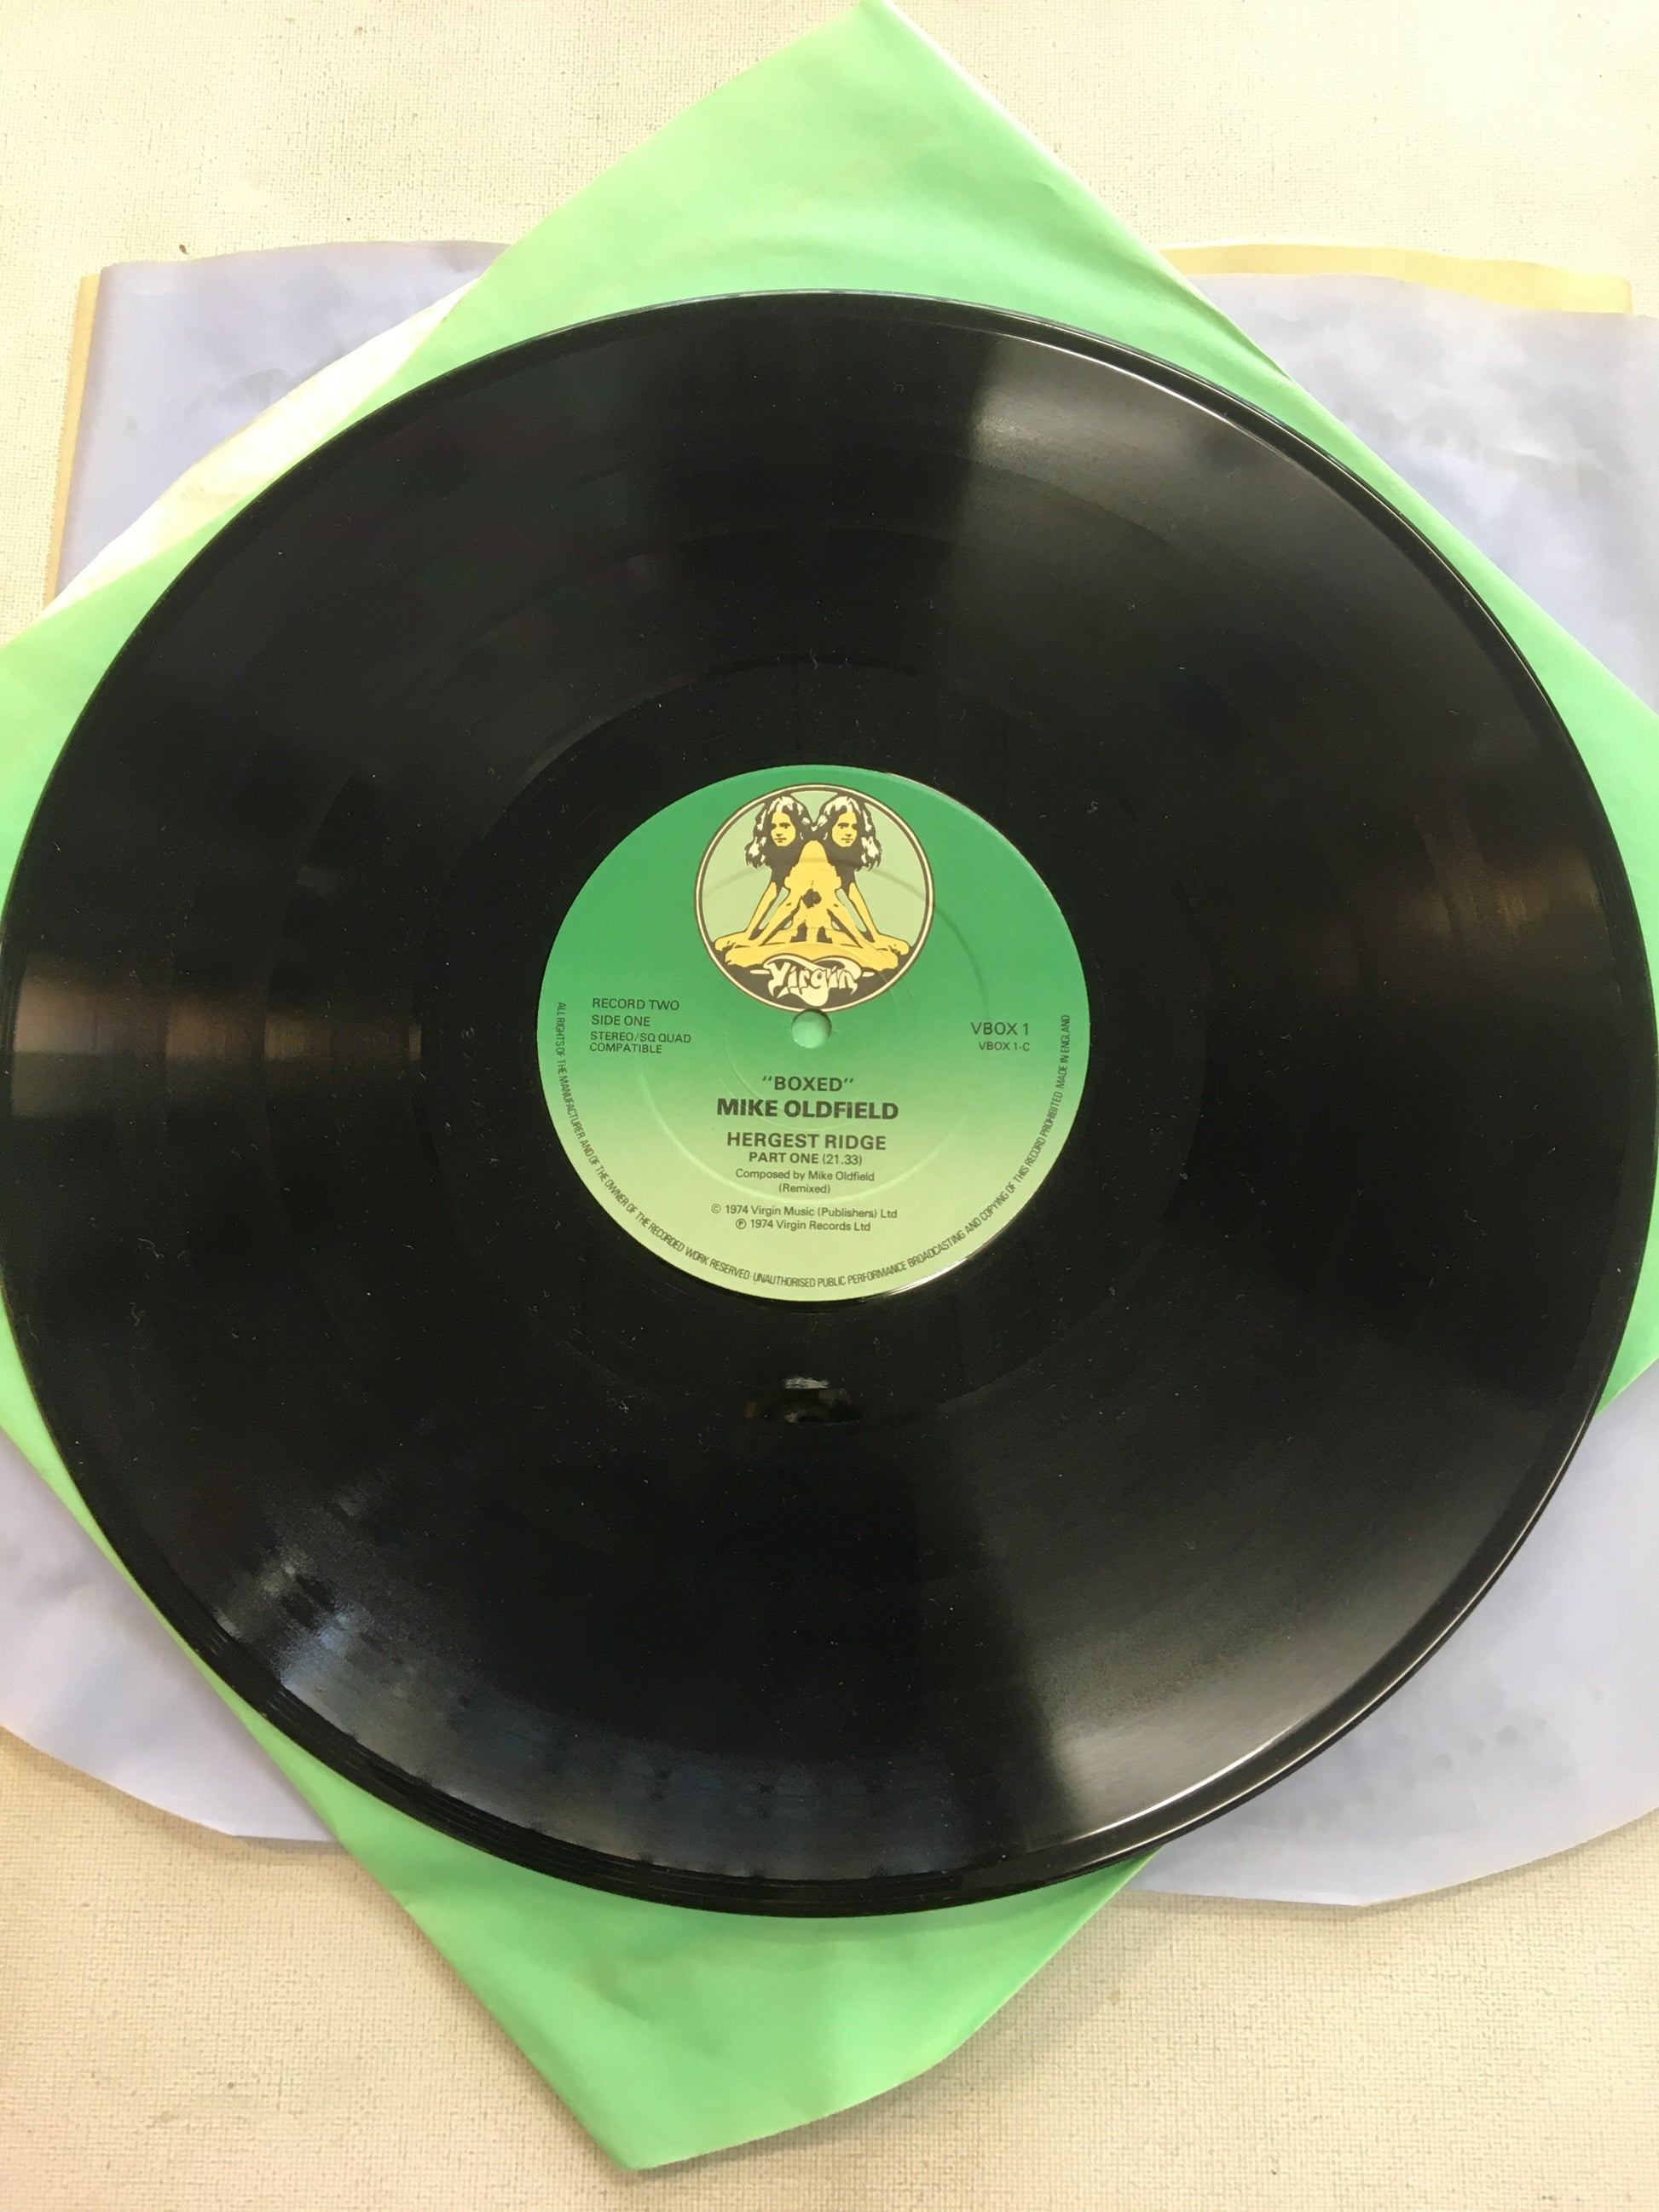 Virgin
RECORD TWO
SIDE ONE
STEREO/SQ QUAD
COMPATIBLE
VBOX 1
VBOX 1-C
"BOXED"
MIKE OLDFIELD
HERGEST RIDGE
PART ONE (21.33)
Composed by Mike Oldfield
(Remixed)
© 1974 Virgin Music (Publishers) Ltd
℗ 1974 Virgin Records Ltd
ALL RIGHTS OF THE MANUFACTURER AND OF THE OWNER OF THE RECORDED WORK RESERVED · UNAUTHORISED PUBLIC PERFORMANCE BROADCASTING AND COPYING OF THIS RECORD PROHIBITED MADE IN ENGLAND